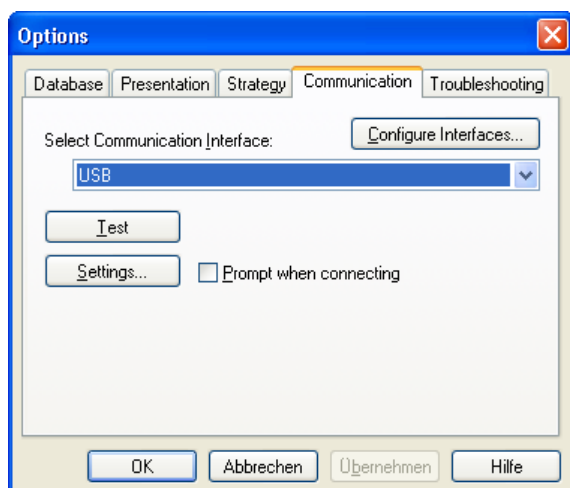 Options
Database Presentation Strategy Communication Troubleshooting
Select Communication Interface: Configure Interfaces...
USB
Test
Settings... Prompt when connecting
OK Abbrechen Übernehmen Hilfe